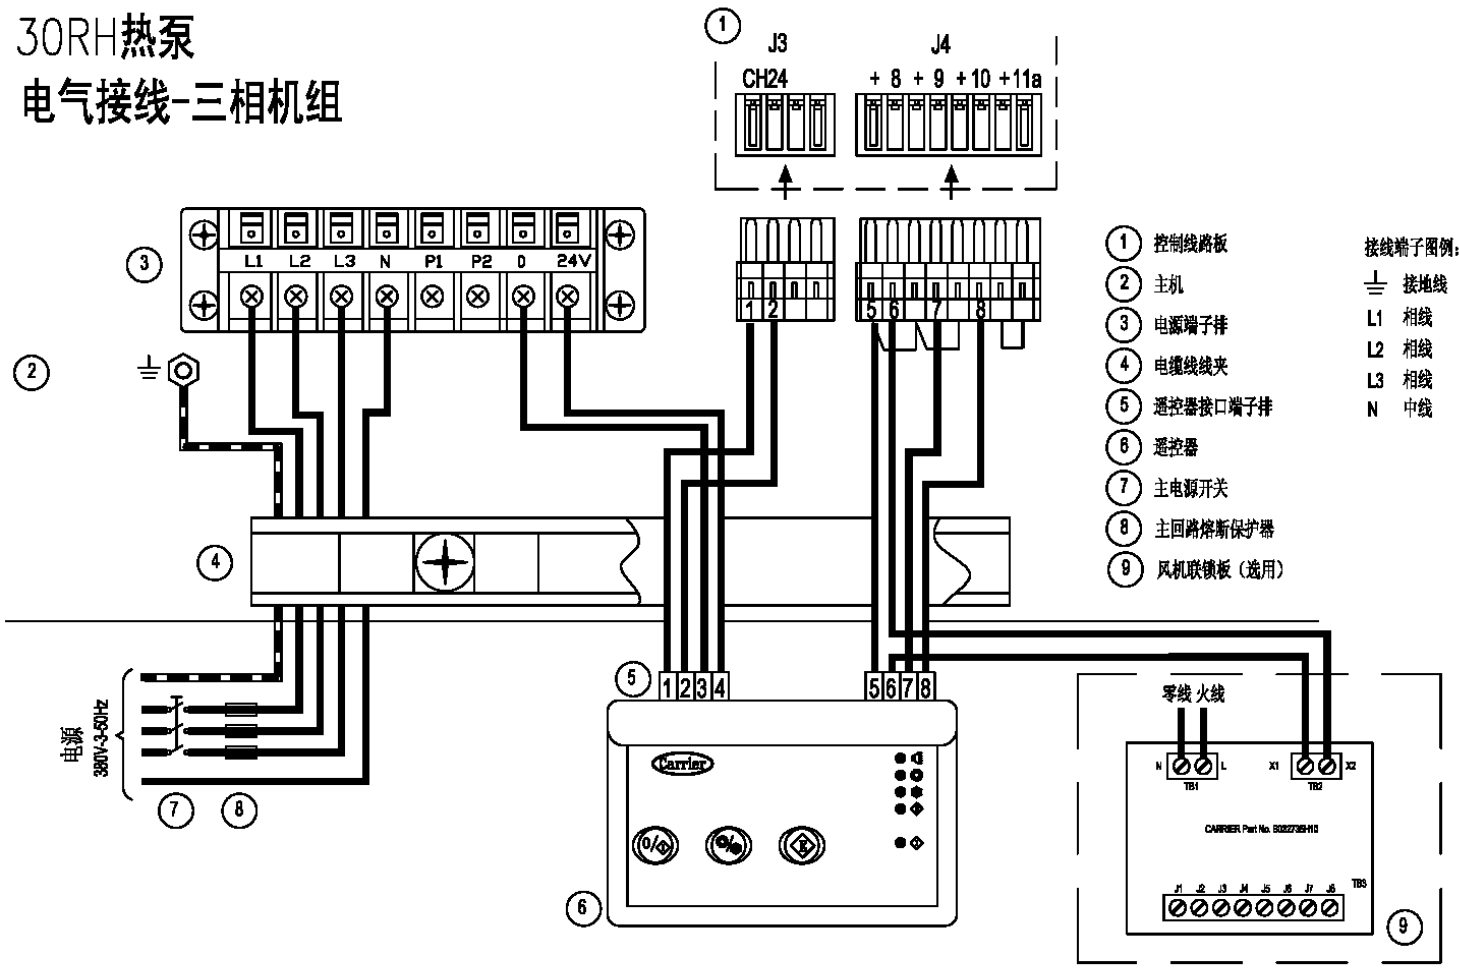 30RH热泵
电气接线-三相机组
1
J3
J4
CH24
+ 8 + 9 + 10 + 11a
3
L1 L2 L3 N P1 P2 0 24V
1 2
5 6 7 8
2
4
1 控制线路板
2 主机
3 电源端子排
4 电缆线线夹
5 遥控器接口端子排
6 遥控器
7 主电源开关
8 主回路熔断保护器
9 风机联锁板（选用）
接线端子图例:
接地线
L1 相线
L2 相线
L3 相线
N 中线
电源
380V-3-50Hz
7
8
5
1 2 3 4
5 6 7 8
Carrier
6
零线 火线
N
L
TB1
X1
X2
TB2
CARRIER Part No.
J1 J2 J3 J4 J5 J6 J7 J8
TB3
9